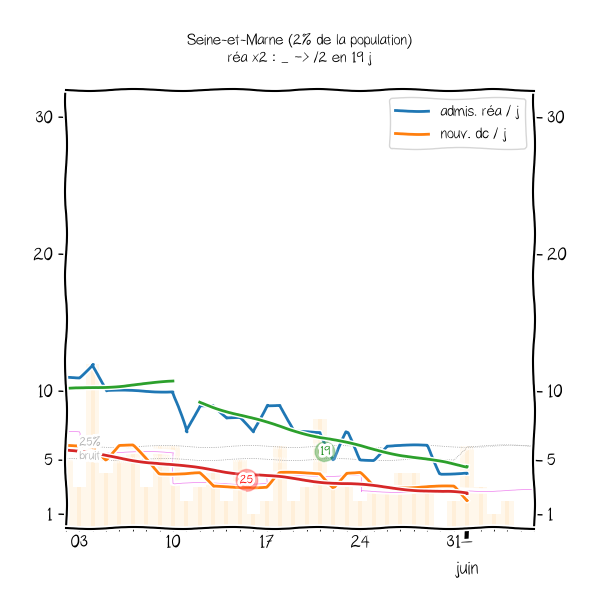 Seine-et-Marne (2% de la population)
réa x2 : _ -> /2 en 19 j
admis. réa / j
nouv. dc / j
30
30
20
20
10
10
25%
bruit
19
5
5
25
1
1
03 10 17 24 31
juin